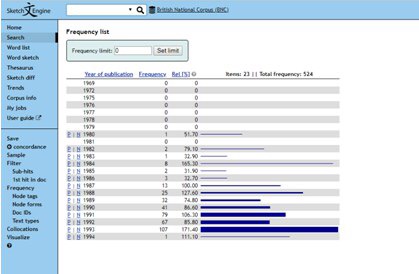 Sketch Engine British National Corpus (BNC)
Home
Search
Word list
Word sketch
Thesaurus
Sketch diff
Trends
Corpus info
My jobs
User guide
Save
concordance
Sample
Filter
Sub-hits
1st hit in doc
Frequency
Node tags
Node forms
Doc IDs
Text types
Collocations
Visualize
Frequency list
Frequency limit: 0 Set limit
Year of publication Frequency Rel [%] Items: 23 || Total frequency: 524
1969 0 0
1972 0 0
1975 0 0
1976 0 0
1977 0 0
1978 0 0
1979 0 0
P | N 1980 1 51.70
1981 0 0
P | N 1982 2 79.10
P | N 1983 1 32.90
P | N 1984 8 165.30
P | N 1985 2 31.90
P | N 1986 3 32.70
P | N 1987 13 100.00
P | N 1988 25 127.60
P | N 1989 32 74.80
P | N 1990 41 86.60
P | N 1991 79 106.30
P | N 1992 67 85.80
P | N 1993 107 171.40
P | N 1994 1 111.10